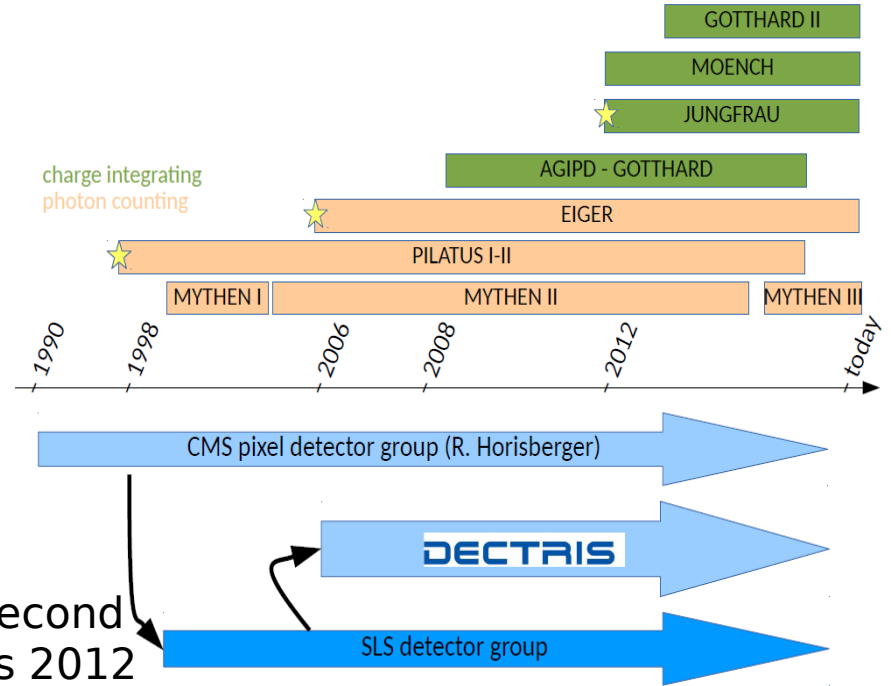 GOTTHARD II
MOENCH
JUNGFRAU
AGIPD - GOTTHARD
charge integrating
photon counting
EIGER
PILATUS I-II
MYTHEN I
MYTHEN II
MYTHEN III
1990
1998
2006
2008
2012
today
CMS pixel detector group (R. Horisberger)
DECTRIS
econd
SLS detector group
s 2012